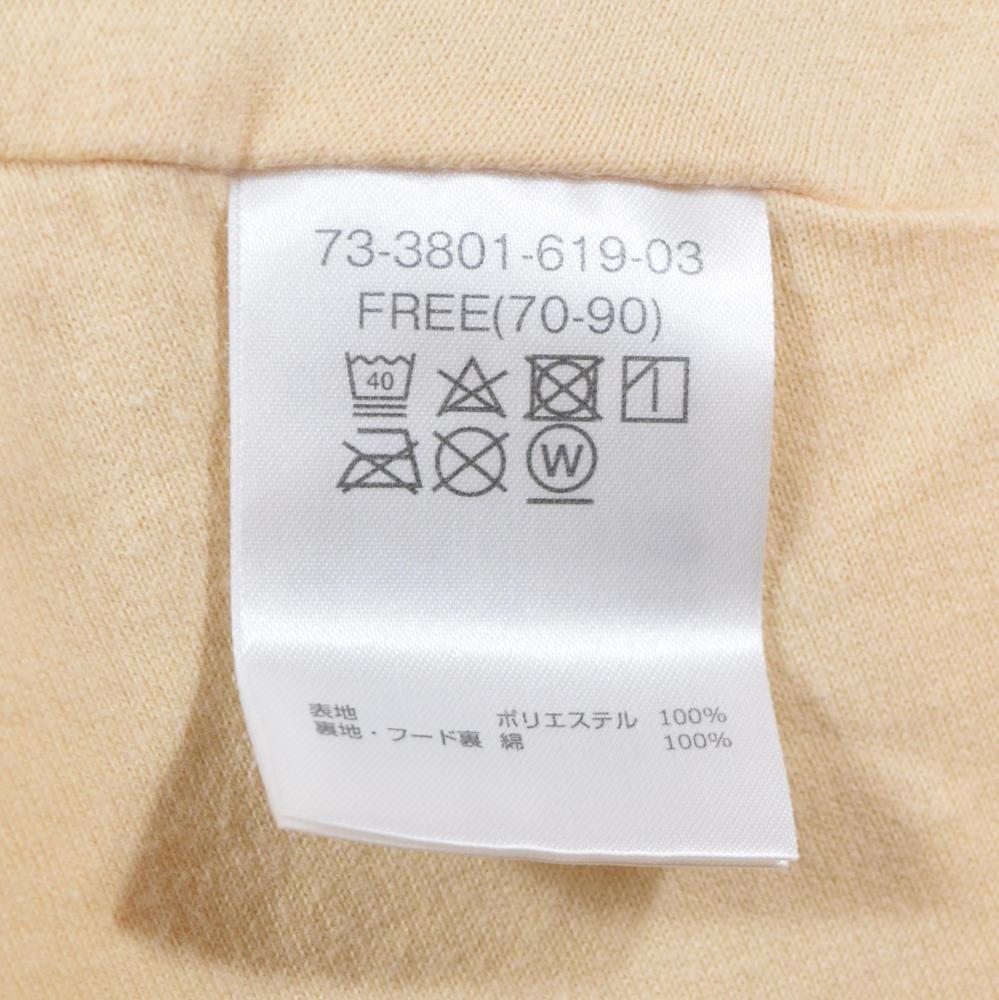 73-3801-619-03
FREE(70-90)
40
W
表地 ポリエステル 100%
裏地・フード裏 綿 100%